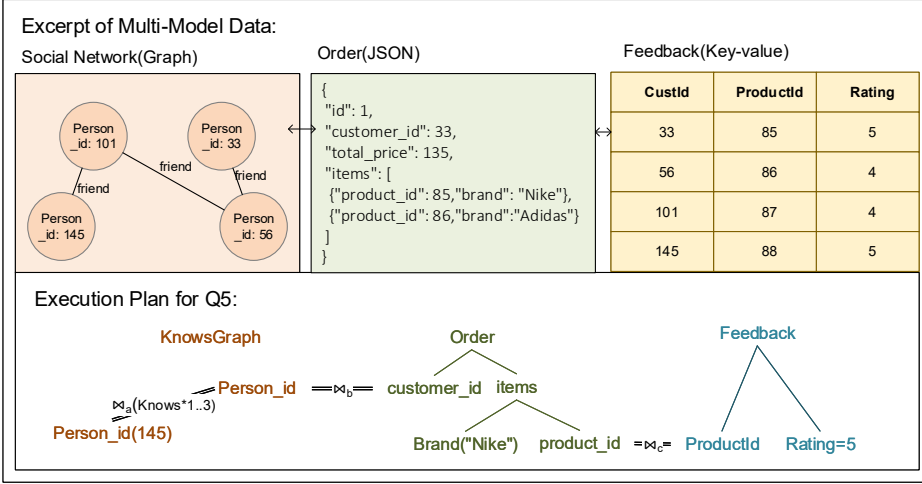 Excerpt of Multi-Model Data:
Social Network(Graph)
Order(JSON)
Feedback(Key-value)
Person
_id: 101
Person
_id: 33
friend
friend
friend
Person
_id: 145
Person
_id: 56
{
"id": 1,
"customer_id": 33,
"total_price": 135,
"items": [
{"product_id": 85,"brand": "Nike"},
{"product_id": 86,"brand":"Adidas"}
]
}
CustId ProductId Rating
33 85 5
56 86 4
101 87 4
145 88 5
Execution Plan for Q5:
KnowsGraph
Person_id
⋈a(Knows*1..3)
Person_id(145)
⋈b
Order
customer_id items
Brand("Nike") product_id
=⋈c=
Feedback
ProductId Rating=5